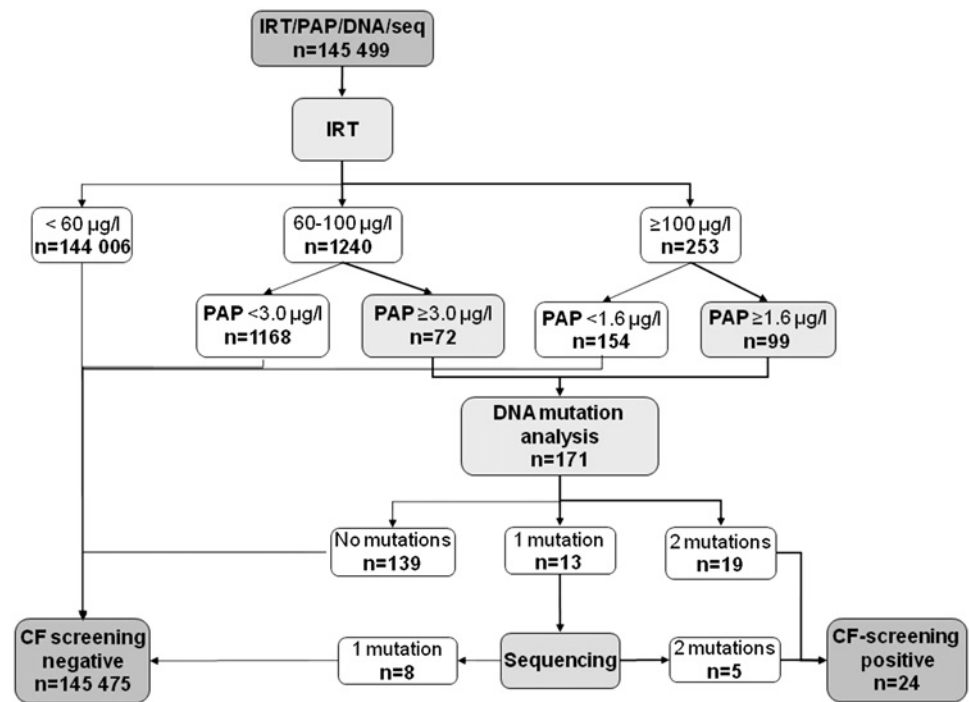 IRT/PAP/DNA/seq
n=145 499
IRT
< 60 µg/l
n=144 006
60-100 µg/l
n=1240
≥100 µg/l
n=253
PAP <3.0 µg/l
n=1168
PAP ≥3.0 µg/l
n=72
PAP <1.6 µg/l
n=154
PAP ≥1.6 µg/l
n=99
DNA mutation
analysis
n=171
No mutations
n=139
1 mutation
n=13
2 mutations
n=19
CF screening
negative
n=145 475
1 mutation
n=8
Sequencing
2 mutations
n=5
CF-screening
positive
n=24